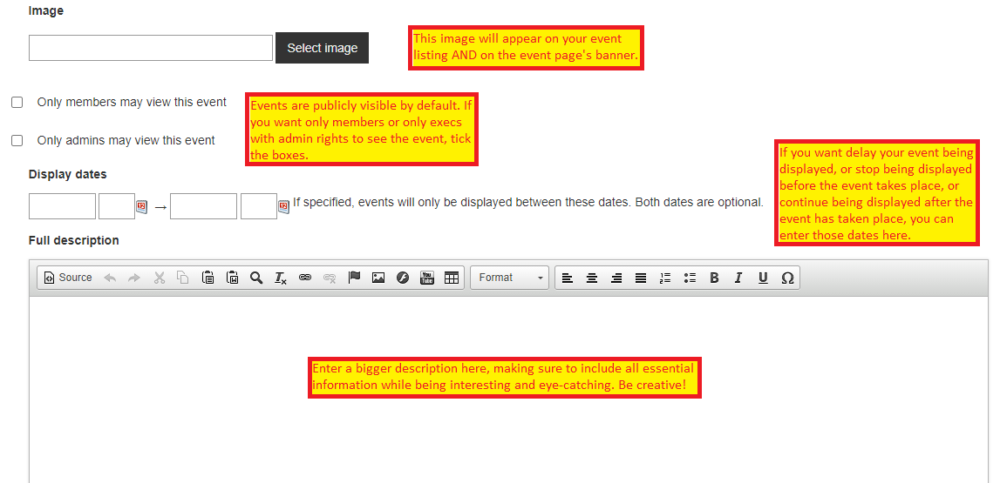 Image
Select image
This image will appear on your event
listing AND on the event page's banner.
Only members may view this event
Only admins may view this event
Events are publicly visible by default. If
you want only members or only execs
with admin rights to see the event, tick
the boxes.
Display dates
12
→
12
If specified, events will only be displayed between these dates. Both dates are optional.
If you want delay your event being
displayed, or stop being displayed
before the event takes place, or
continue being displayed after the
event has taken place, you can
enter those dates here.
Full description
Source
You
Tube
Format
B I U Ω
Enter a bigger description here, making sure to include all essential
information while being interesting and eye-catching. Be creative!